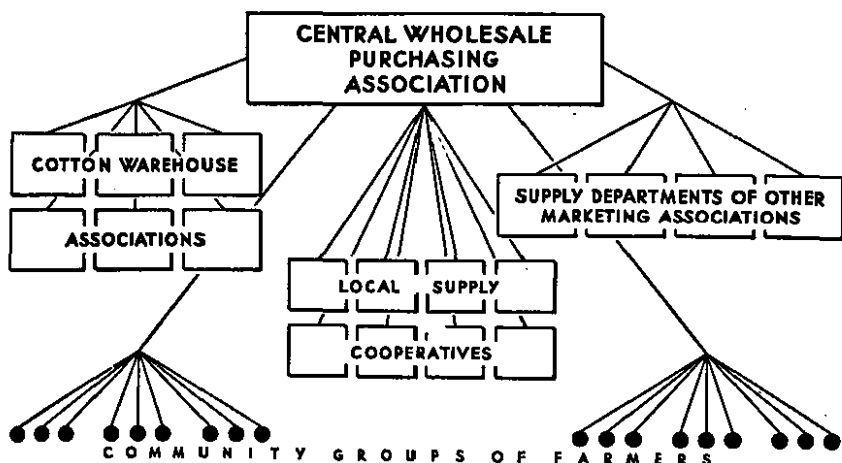 CENTRAL WHOLESALE
PURCHASING
ASSOCIATION
COTTON WAREHOUSE
ASSOCIATIONS
SUPPLY DEPARTMENTS OF OTHER
MARKETING ASSOCIATIONS
LOCAL SUPPLY
COOPERATIVES
COMMUNITY GROUPS OF FARMERS